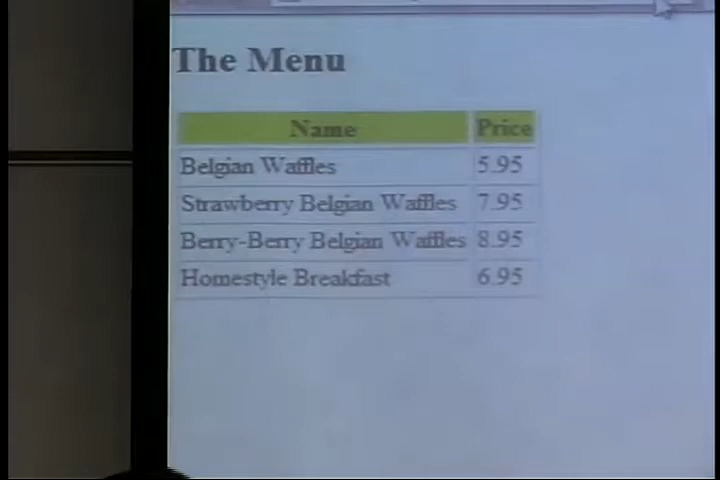 The Menu
Name Price
Belgian Waffles 5.95
Strawberry Belgian Waffles 7.95
Berry-Berry Belgian Waffles 8.95
Homestyle Breakfast 6.95